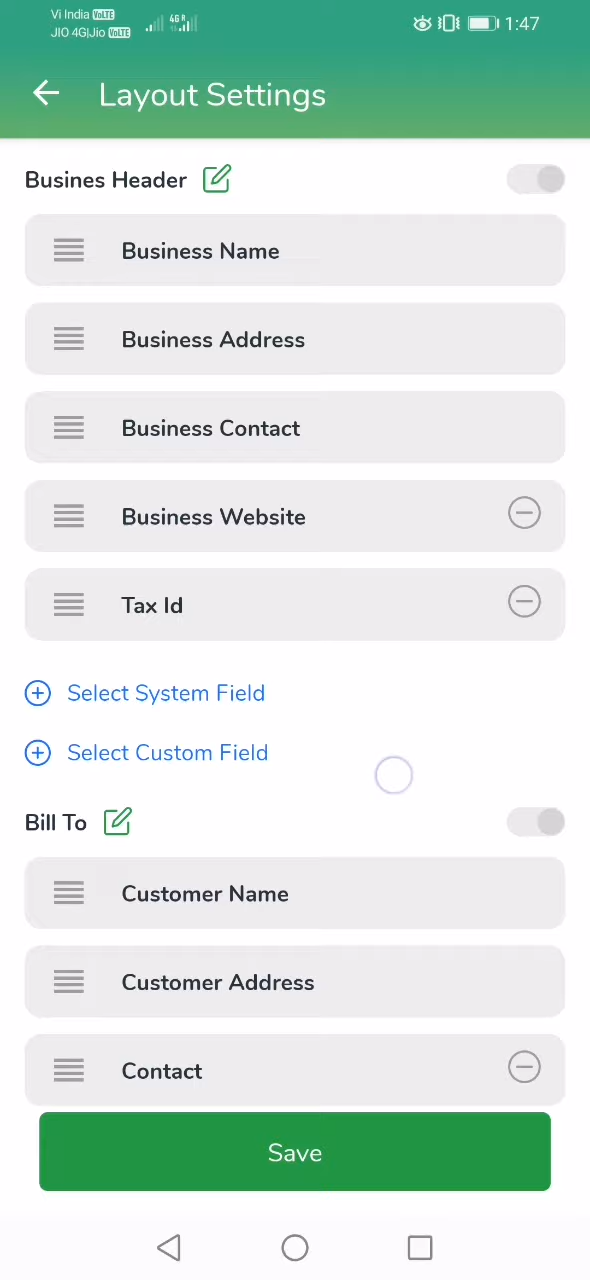 Vi India VoLTE
JIO 4G|Jio VoLTE
4G R
1:47
Layout Settings
Busines Header
Business Name
Business Address
Business Contact
Business Website
Tax Id
Select System Field
Select Custom Field
Bill To
Customer Name
Customer Address
Contact
Save